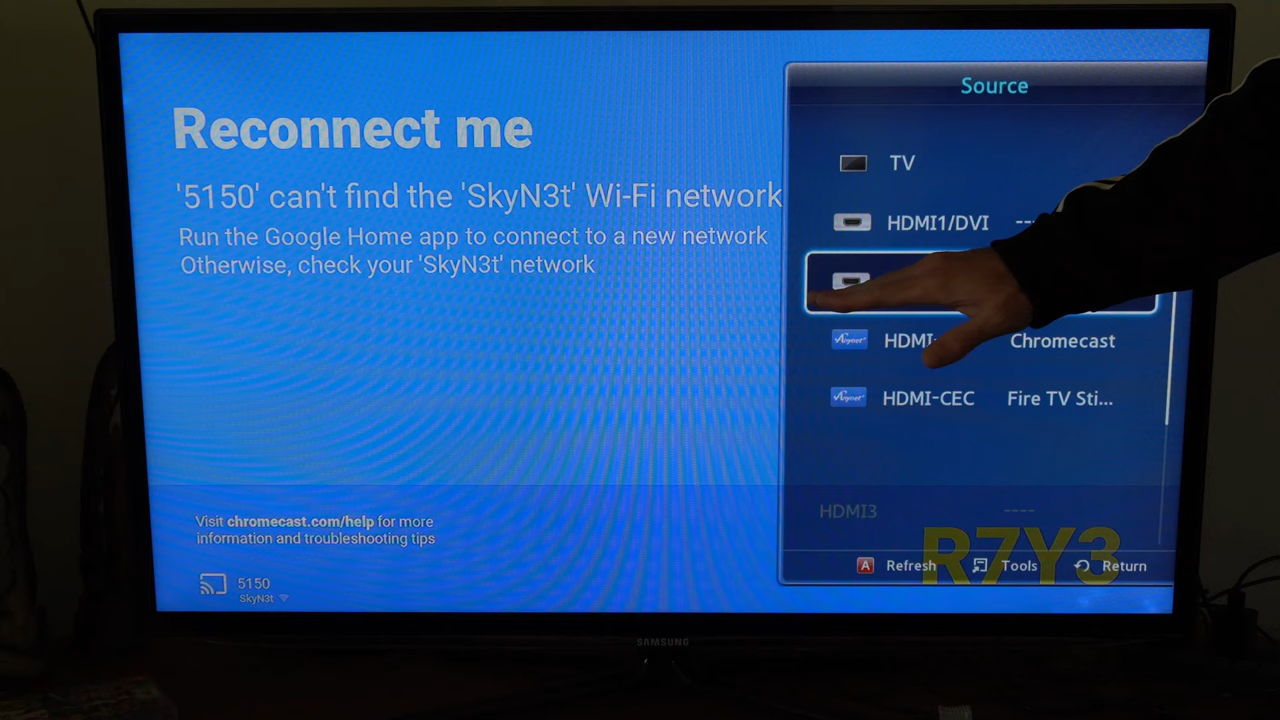 Reconnect me
'5150' can't find the 'SkyN3t' Wi-Fi network
Run the Google Home app to connect to a new network
Otherwise, check your 'SkyN3t' network
Visit chromecast.com/help for more
information and troubleshooting tips
5150
SkyN3t
Source
TV
HDMI1/DVI ---
HDMI- Chromecast
HDMI-CEC Fire TV Sti...
HDMI3 ----
R7Y3
A Refresh Tools Return
SAMSUNG